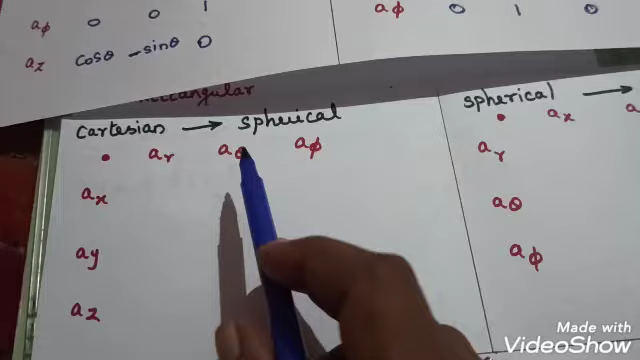 1
aφ 0 0
aφ 0 1 0
az cosθ -sinθ 0
Rectangular
cartesian → spherical
• ar aθ aφ
ax
ay
az
spherical →
• ax a
ar
aθ
aφ
Made with
VideoShow